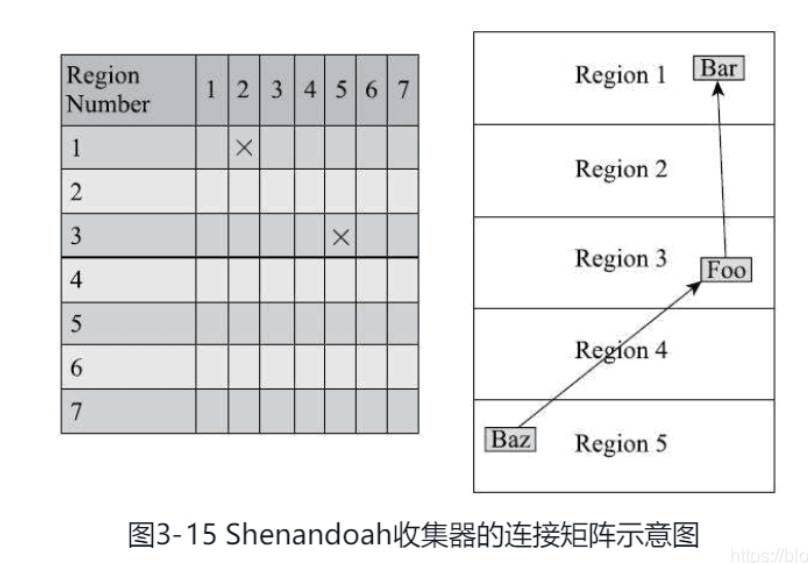 Region Number 1 2 3 4 5 6 7
1 ×
2
3 ×
4
5
6
7
Region 1 Bar
Region 2
Region 3 Foo
Region 4
Baz Region 5
图3-15 Shenandoah收集器的连接矩阵示意图
https://blo